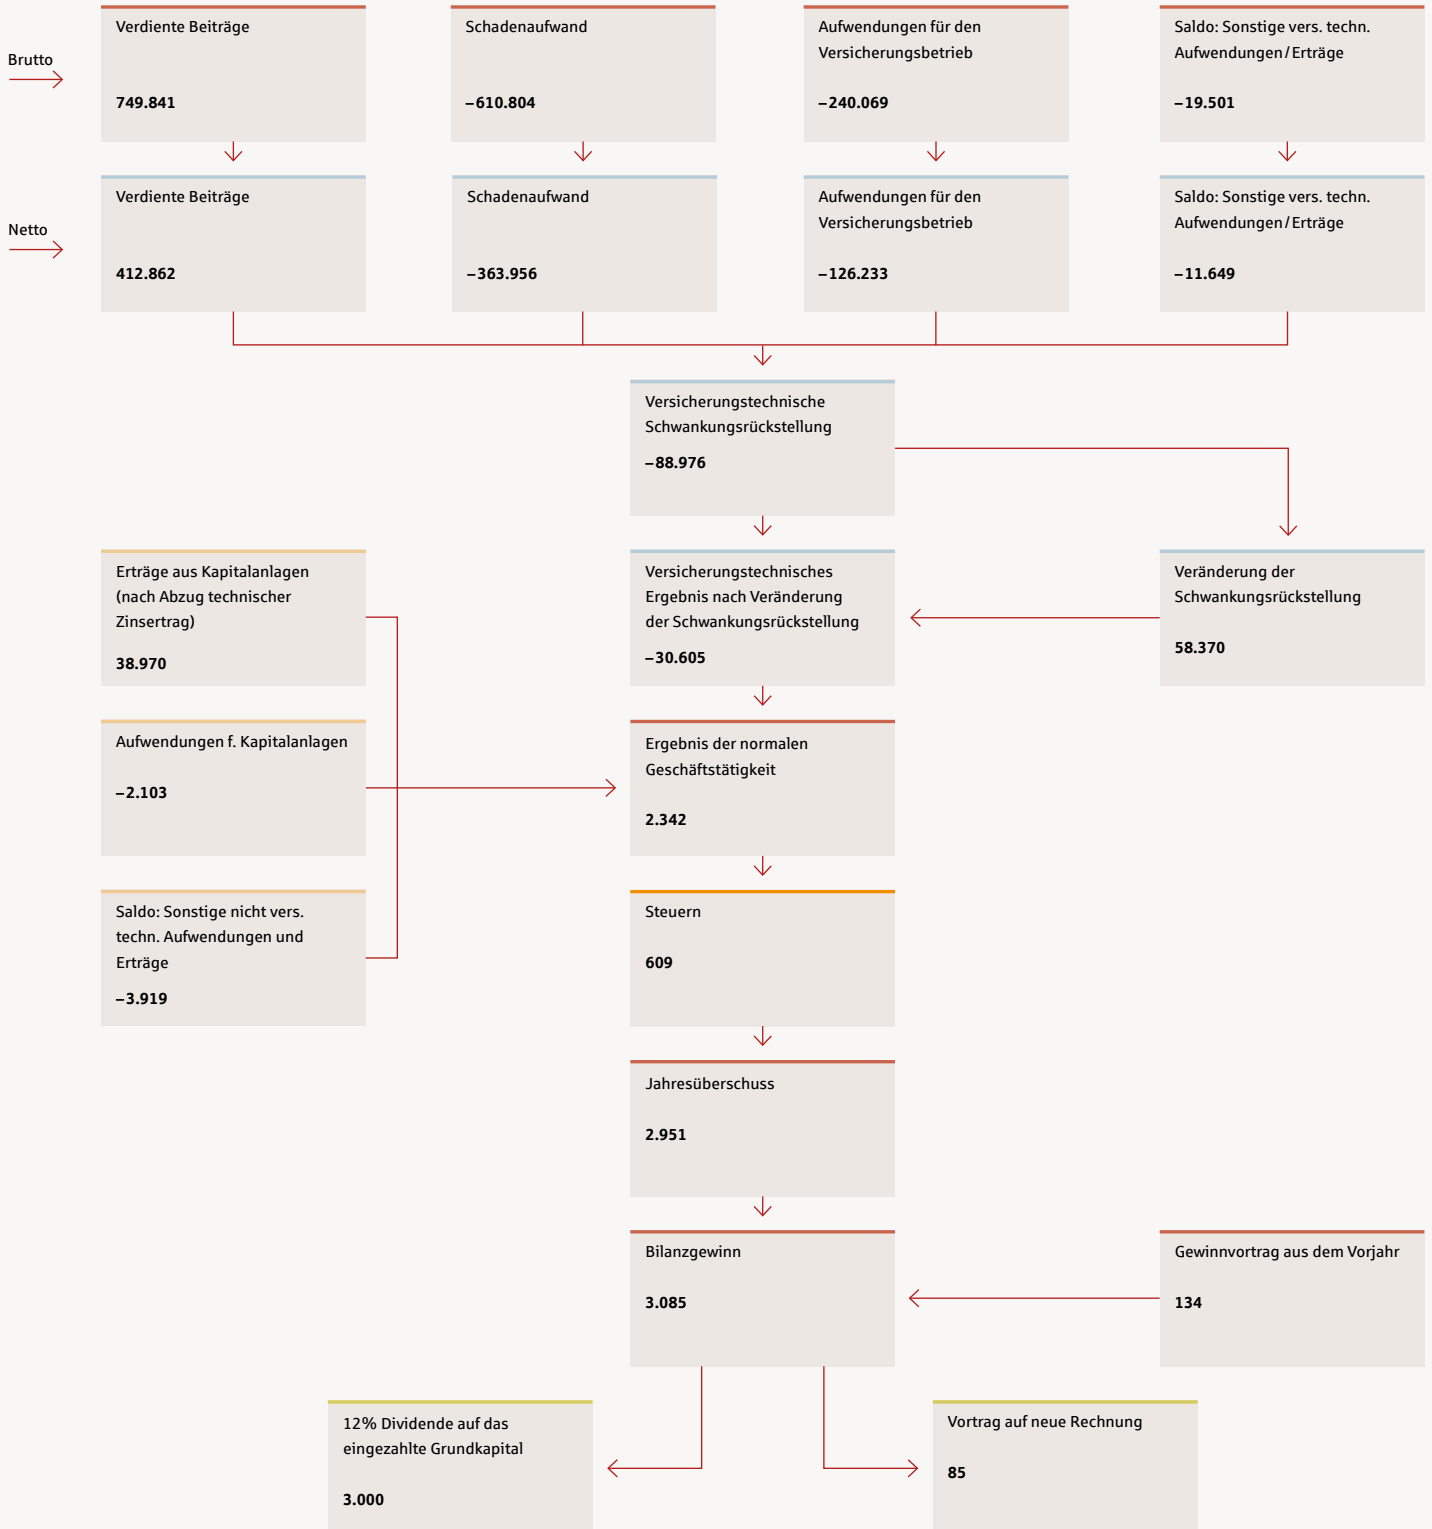 Brutto
Verdiente Beiträge
749.841
Schadenaufwand
–610.804
Aufwendungen für den
Versicherungsbetrieb
–240.069
Saldo: Sonstige vers. techn.
Aufwendungen/Erträge
–19.501
Netto
Verdiente Beiträge
412.862
Schadenaufwand
–363.956
Aufwendungen für den
Versicherungsbetrieb
–126.233
Saldo: Sonstige vers. techn.
Aufwendungen/Erträge
–11.649
Versicherungstechnische
Schwankungsrückstellung
–88.976
Erträge aus Kapitalanlagen
(nach Abzug technischer
Zinsertrag)
38.970
Versicherungstechnisches
Ergebnis nach Veränderung
der Schwankungsrückstellung
–30.605
Veränderung der
Schwankungsrückstellung
58.370
Aufwendungen f. Kapitalanlagen
–2.103
Ergebnis der normalen
Geschäftstätigkeit
2.342
Saldo: Sonstige nicht vers.
techn. Aufwendungen und
Erträge
–3.919
Steuern
609
Jahresüberschuss
2.951
Bilanzgewinn
3.085
Gewinnvortrag aus dem Vorjahr
134
12% Dividende auf das
eingezahlte Grundkapital
3.000
Vortrag auf neue Rechnung
85